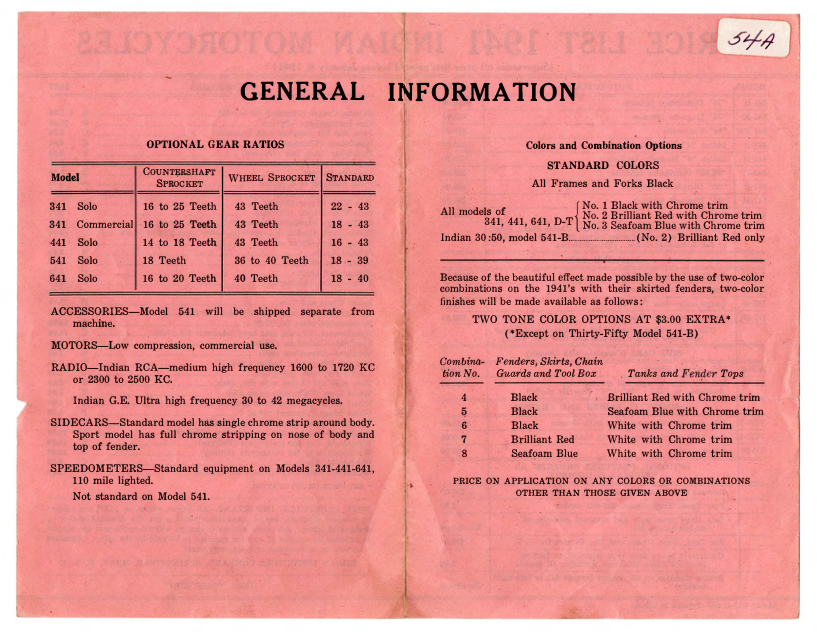 54A
GENERAL INFORMATION
OPTIONAL GEAR RATIOS
Model COUNTERSHAFT SPROCKET WHEEL SPROCKET STANDARD
341 Solo 16 to 25 Teeth 43 Teeth 22 - 43
341 Commercial 16 to 25 Teeth 43 Teeth 18 - 43
441 Solo 14 to 18 Teeth 43 Teeth 16 - 43
541 Solo 18 Teeth 36 to 40 Teeth 18 - 39
641 Solo 16 to 20 Teeth 40 Teeth 18 - 40
ACCESSORIES—Model 541 will be shipped separate from
machine.
MOTORS—Low compression, commercial use.
RADIO—Indian RCA—medium high frequency 1600 to 1720 KC
or 2300 to 2500 KC.
Indian G.E. Ultra high frequency 30 to 42 megacycles.
SIDECARS—Standard model has single chrome strip around body.
Sport model has full chrome stripping on nose of body and
top of fender.
SPEEDOMETERS—Standard equipment on Models 341-441-641,
110 mile lighted.
Not standard on Model 541.
Colors and Combination Options
STANDARD COLORS
All Frames and Forks Black
All models of
341, 441, 641, D-T
No. 1 Black with Chrome trim
No. 2 Brilliant Red with Chrome trim
No. 3 Seafoam Blue with Chrome trim
Indian 30:50, model 541-B..............................(No. 2) Brilliant Red only
Because of the beautiful effect made possible by the use of two-color
combinations on the 1941's with their skirted fenders, two-color
finishes will be made available as follows:
TWO TONE COLOR OPTIONS AT $3.00 EXTRA*
(*Except on Thirty-Fifty Model 541-B)
Combina- Fenders, Skirts, Chain
tion No. Guards and Tool Box Tanks and Fender Tops
4 Black Brilliant Red with Chrome trim
5 Black Seafoam Blue with Chrome trim
6 Black White with Chrome trim
7 Brilliant Red White with Chrome trim
8 Seafoam Blue White with Chrome trim
PRICE ON APPLICATION ON ANY COLORS OR COMBINATIONS
OTHER THAN THOSE GIVEN ABOVE